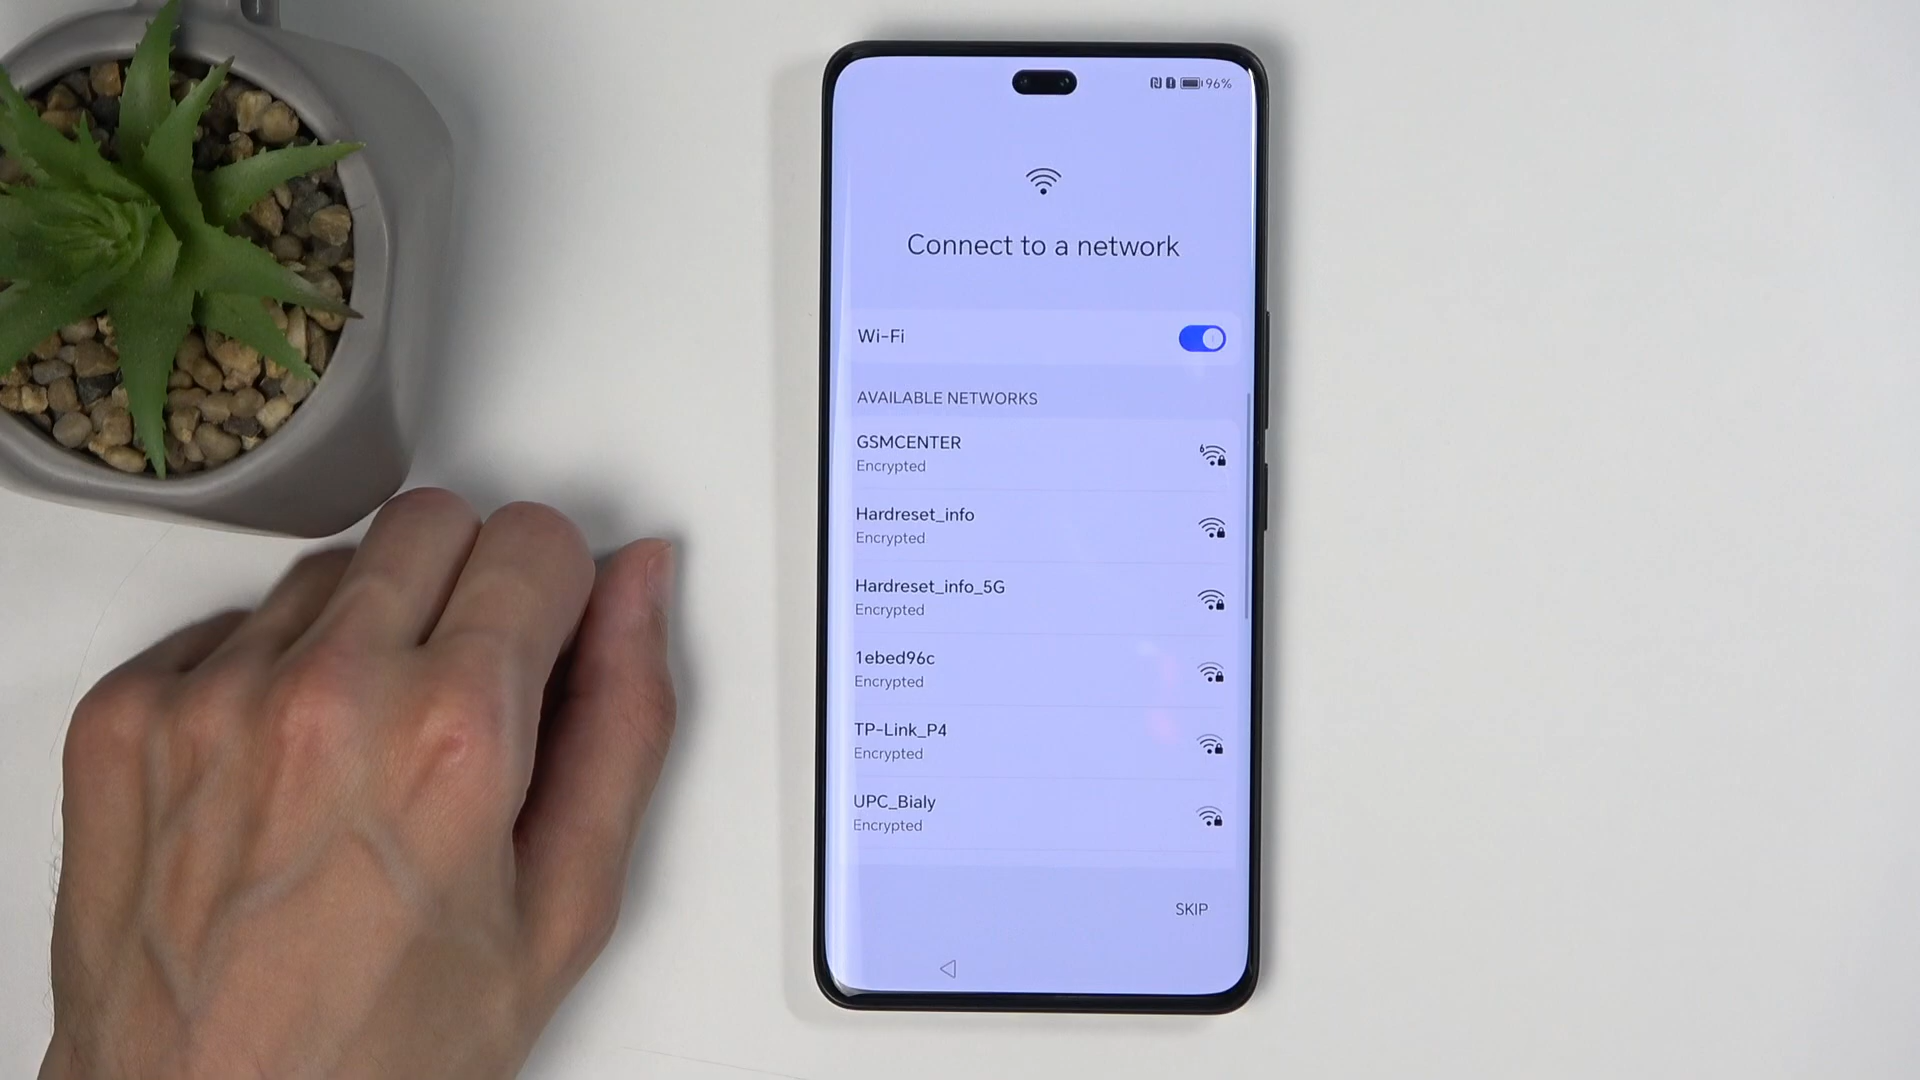 96%
Connect to a network
Wi-Fi
AVAILABLE NETWORKS
GSMCENTER
Encrypted
6
Hardreset_info
Encrypted
Hardreset_info_5G
Encrypted
1ebed96c
Encrypted
TP-Link_P4
Encrypted
UPC_Bialy
Encrypted
SKIP